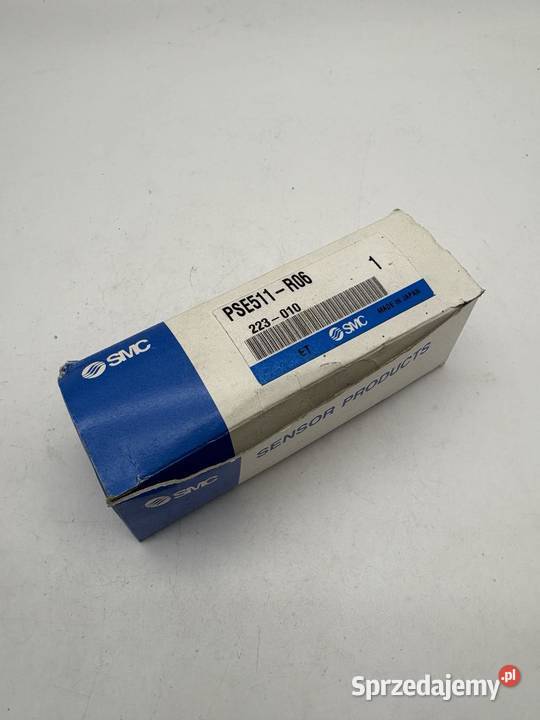 PSE511-R06
1
223-010
ET SMC MADE IN JAPAN
SMC
SMC
SENSOR PRODUCTS
Sprzedajemy.pl